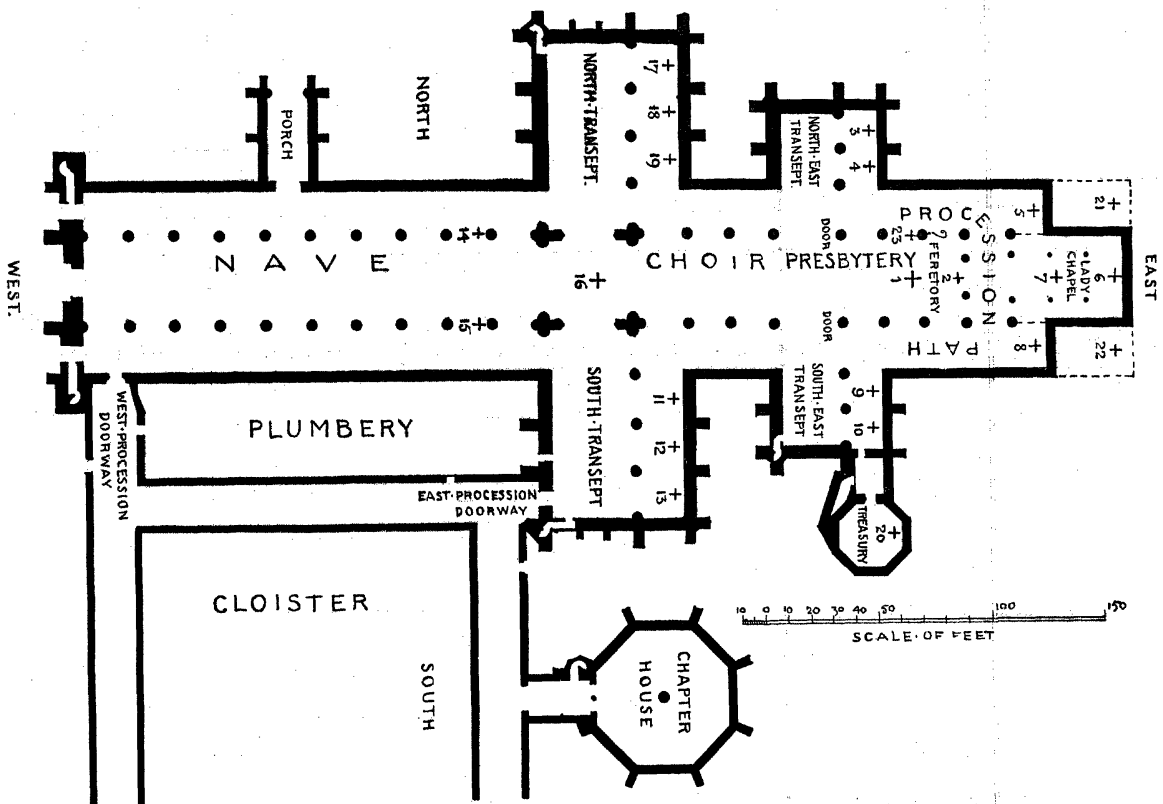 17
NORTH·TRANSEPT.
18
19
NORTH
PORCH
3
NORTH·EAST
TRANSEPT.
4
21
5
PROCESSION
PATH
14
DOOR
23
?
NAVE
CHOIR
PRESBYTERY
FERETORY
16
1
2
7
LADY
CHAPEL
6
EAST
WEST.
15
DOOR
8
22
SOUTH·TRANSEPT
11
12
13
SOUTH·EAST
TRANSEPT
9
10
WEST·PROCESSION
DOORWAY
PLUMBERY
EAST·PROCESSION
DOORWAY
TREASURY
20
CLOISTER
SOUTH
CHAPTER
HOUSE
10 0 10 20 30 40 50 100 150
SCALE·OF FEET